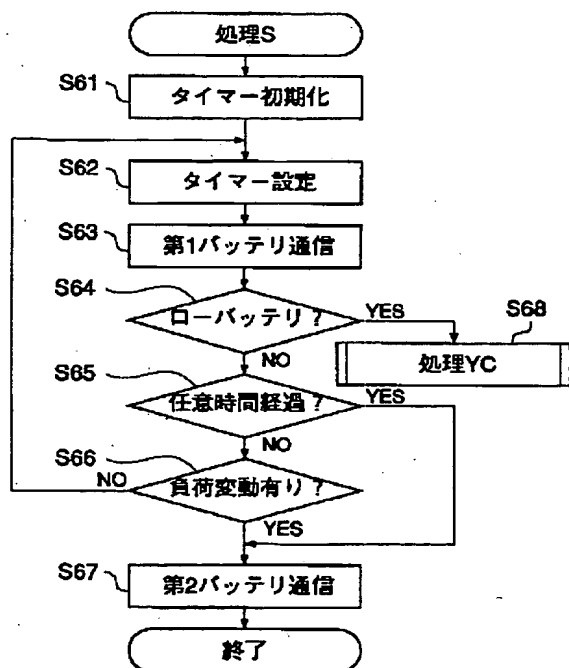 処理S
S61
タイマー初期化
S62
タイマー設定
S63
第1バッテリ通信
S64
ローバッテリ?
YES
S68
処理YC
NO
S65
任意時間経過?
YES
NO
S66
負荷変動有り?
NO
YES
S67
第2バッテリ通信
終了